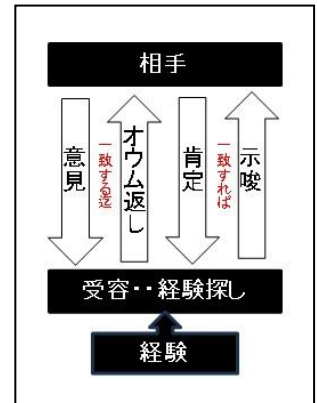 相手
意見
一致する迄
オウム返し
肯定
一致すれば
示唆
受容・・経験探し
経験